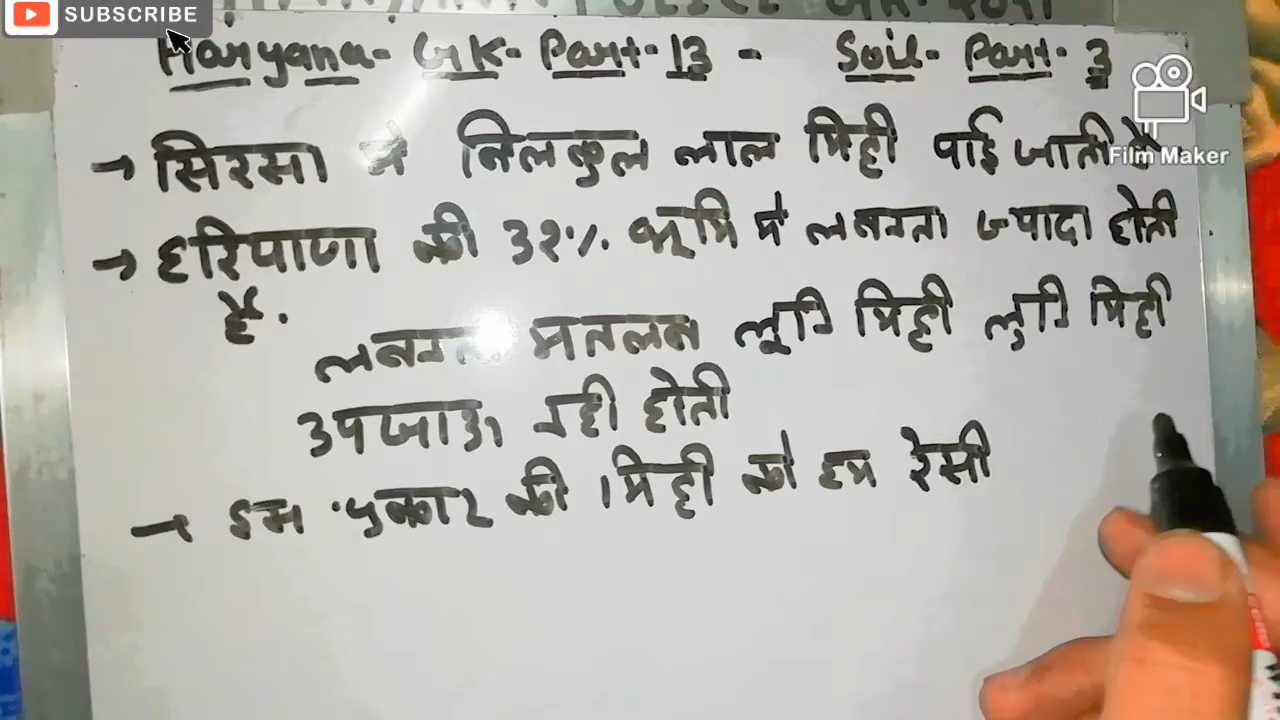 SUBSCRIBE
Haryana- GK- Part-13 - Soil- Part- 3
Film Maker
→ सिरसा मे बिलकुल लाल मिट्टी पाई जाती है.
→ हरियाणा की 32% भूमि मे लवणता ज्यादा होती
है.
लवणता मतलब लूणि मिट्टी लुणि मिट्टी
उपजाऊ नही होती
→ इस प्रकार की मिट्टी को हम रेसी